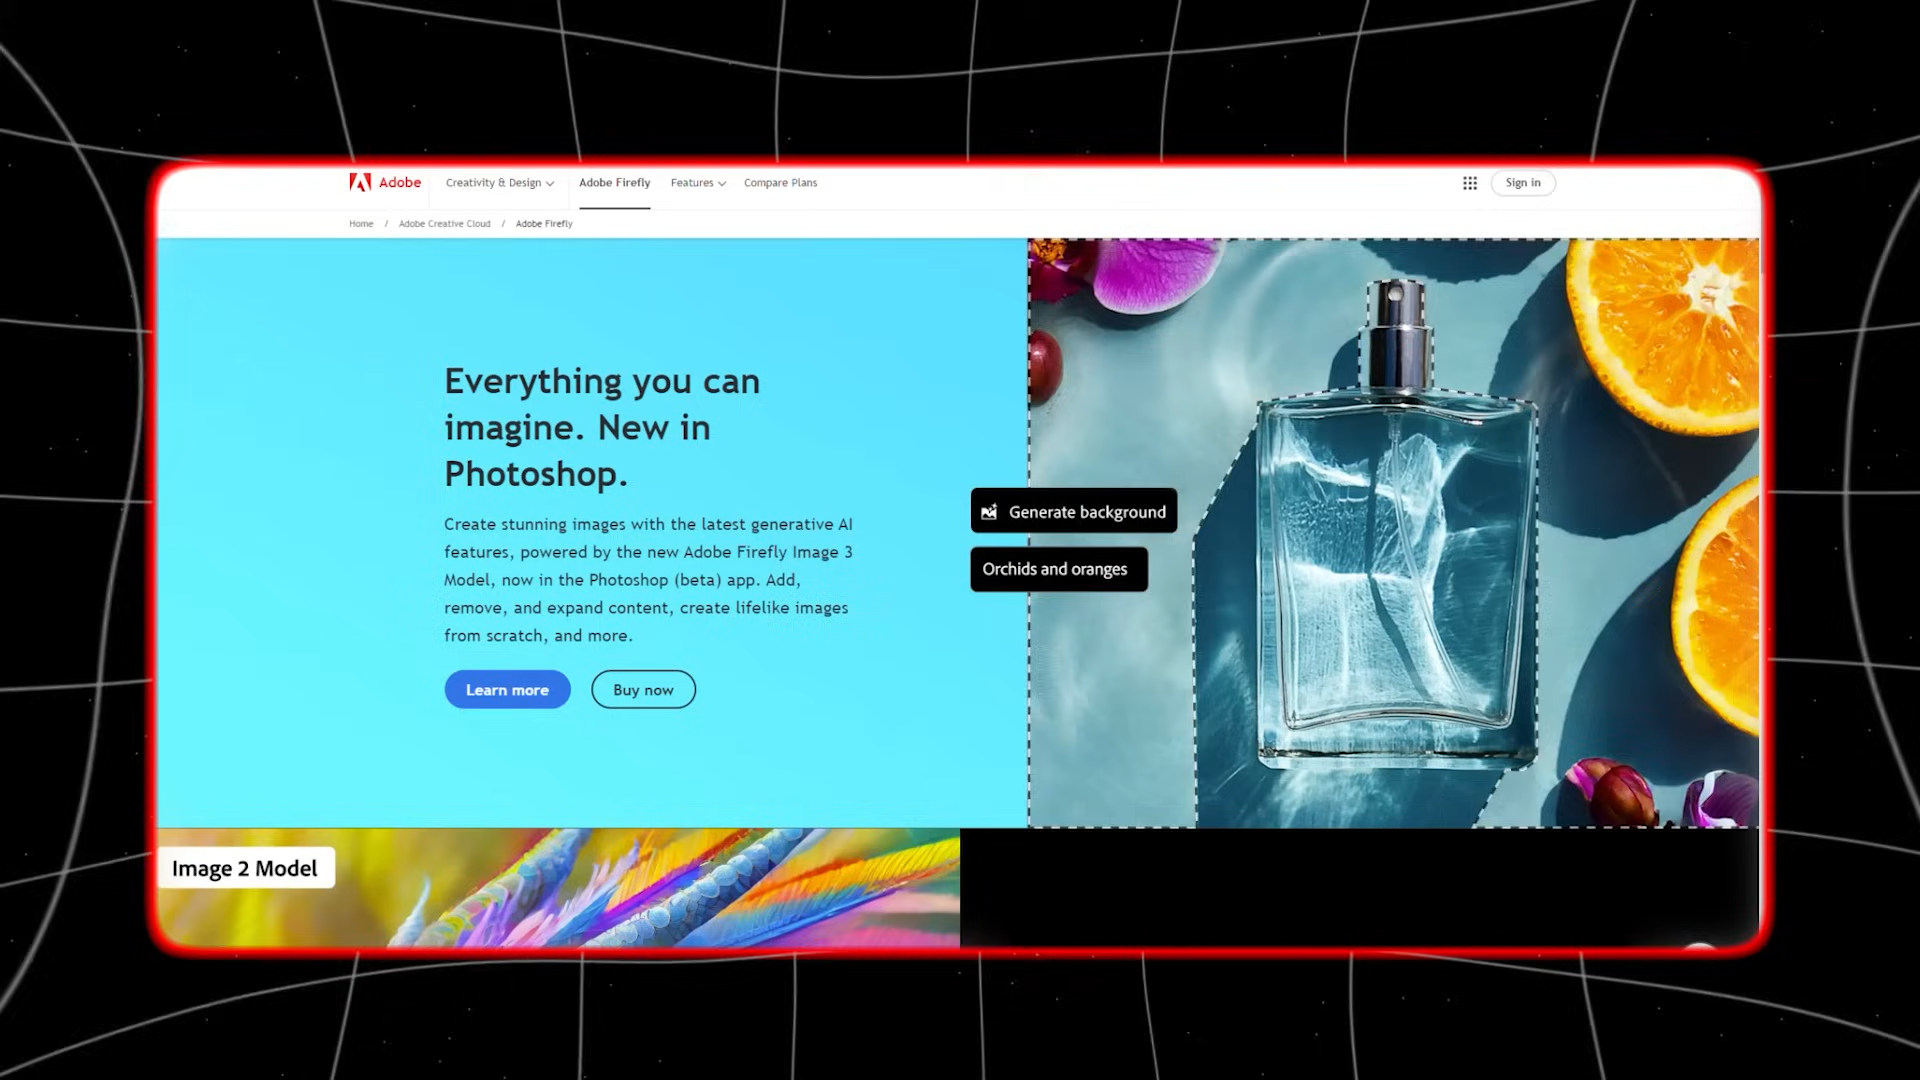 Adobe
Creativity & Design
Adobe Firefly
Features
Compare Plans
Sign in
Home / Adobe Creative Cloud / Adobe Firefly
Everything you can
imagine. New in
Photoshop.
Create stunning images with the latest generative AI
features, powered by the new Adobe Firefly Image 3
Model, now in the Photoshop (beta) app. Add,
remove, and expand content, create lifelike images
from scratch, and more.
Learn more
Buy now
Generate background
Orchids and oranges
Image 2 Model